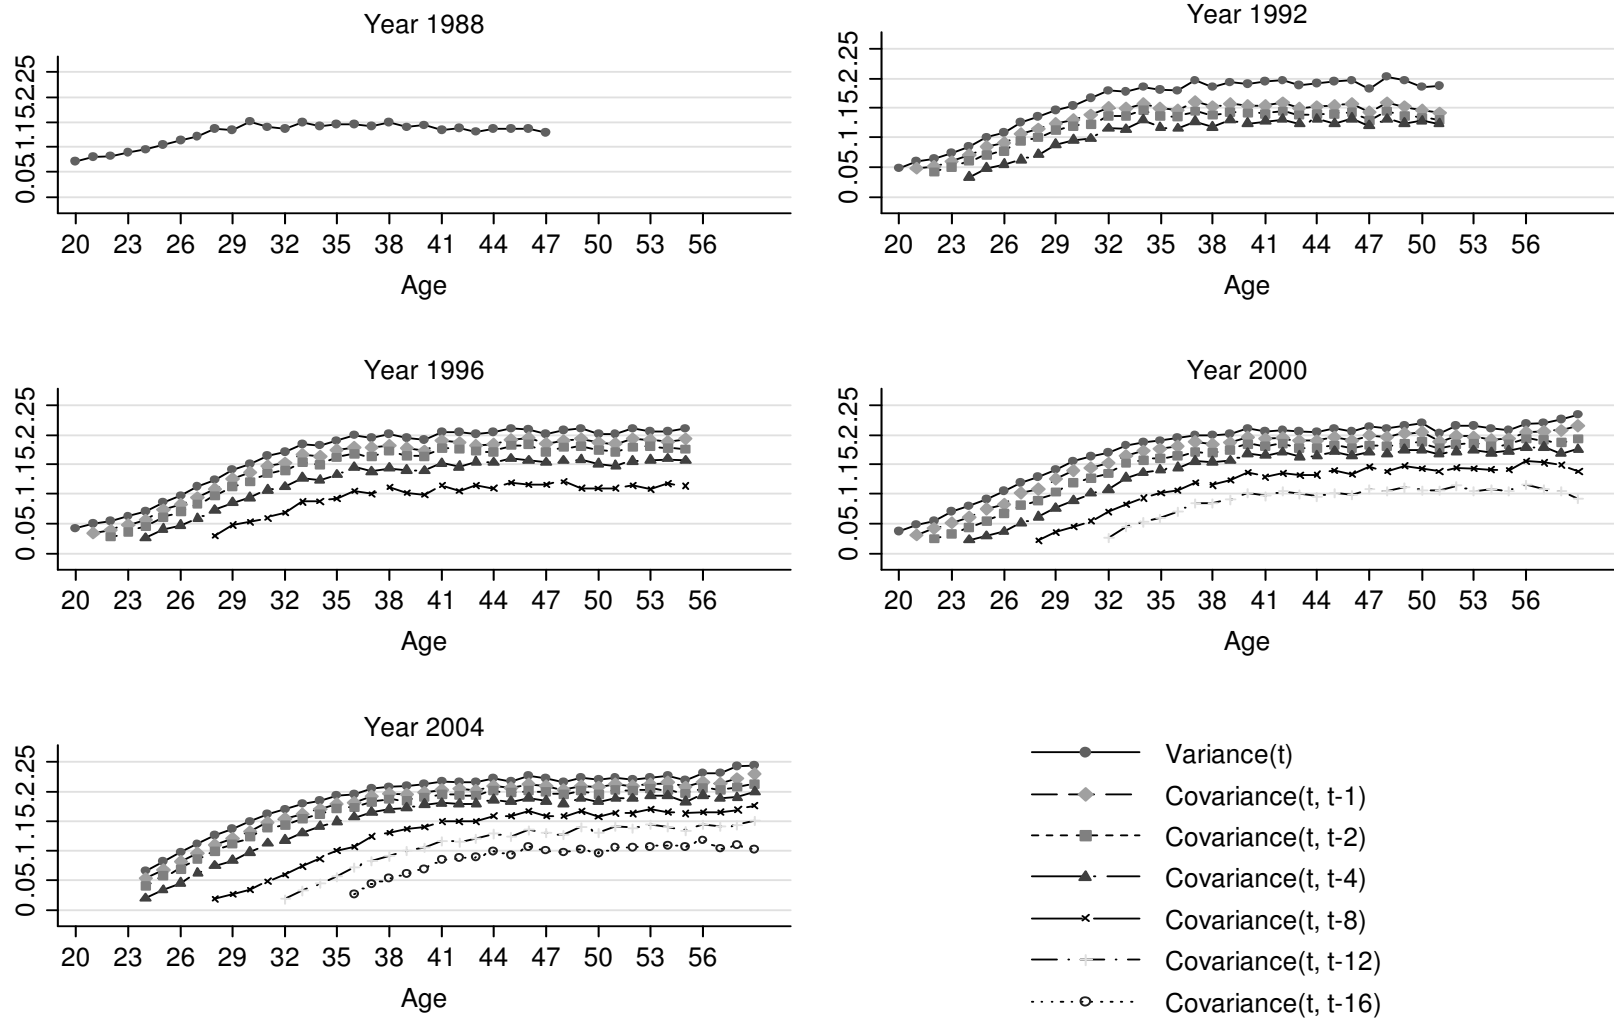 Year 1988
0 .05 .1 .15 .2 .25
20 23 26 29 32 35 38 41 44 47 50 53 56
Age
Year 1992
0 .05 .1 .15 .2 .25
20 23 26 29 32 35 38 41 44 47 50 53 56
Age
Year 1996
0 .05 .1 .15 .2 .25
20 23 26 29 32 35 38 41 44 47 50 53 56
Age
Year 2000
0 .05 .1 .15 .2 .25
20 23 26 29 32 35 38 41 44 47 50 53 56
Age
Year 2004
0 .05 .1 .15 .2 .25
20 23 26 29 32 35 38 41 44 47 50 53 56
Age
Variance(t)
Covariance(t, t-1)
Covariance(t, t-2)
Covariance(t, t-4)
Covariance(t, t-8)
Covariance(t, t-12)
Covariance(t, t-16)